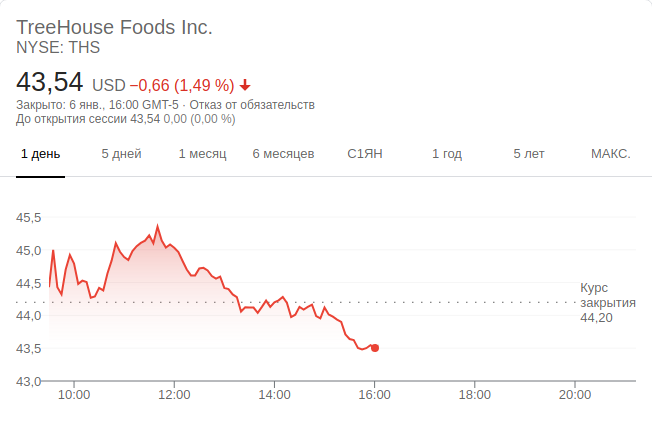 TreeHouse Foods Inc.
NYSE: THS
43,54 USD −0,66 (1,49 %)
Закрыто: 6 янв., 16:00 GMT-5 · Отказ от обязательств
До открытия сессии 43,54 0,00 (0,00 %)
1 день 5 дней 1 месяц 6 месяцев С1ЯН 1 год 5 лет МАКС.
45,5
45,0
44,5
Курс
закрытия
44,20
44,0
43,5
43,0
10:00 12:00 14:00 16:00 18:00 20:00